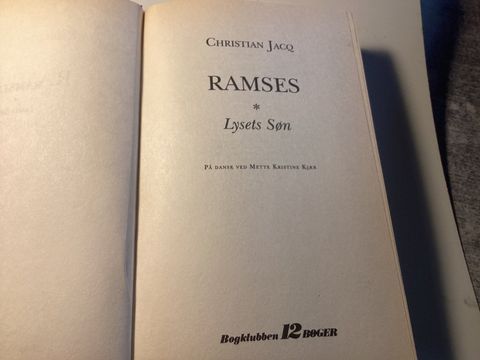 CHRISTIAN JACQ
RAMSES
*
Lysets Søn
PÅ DANSK VED METTE KRISTINE KJÆR
Bogklubben 12 BØGER